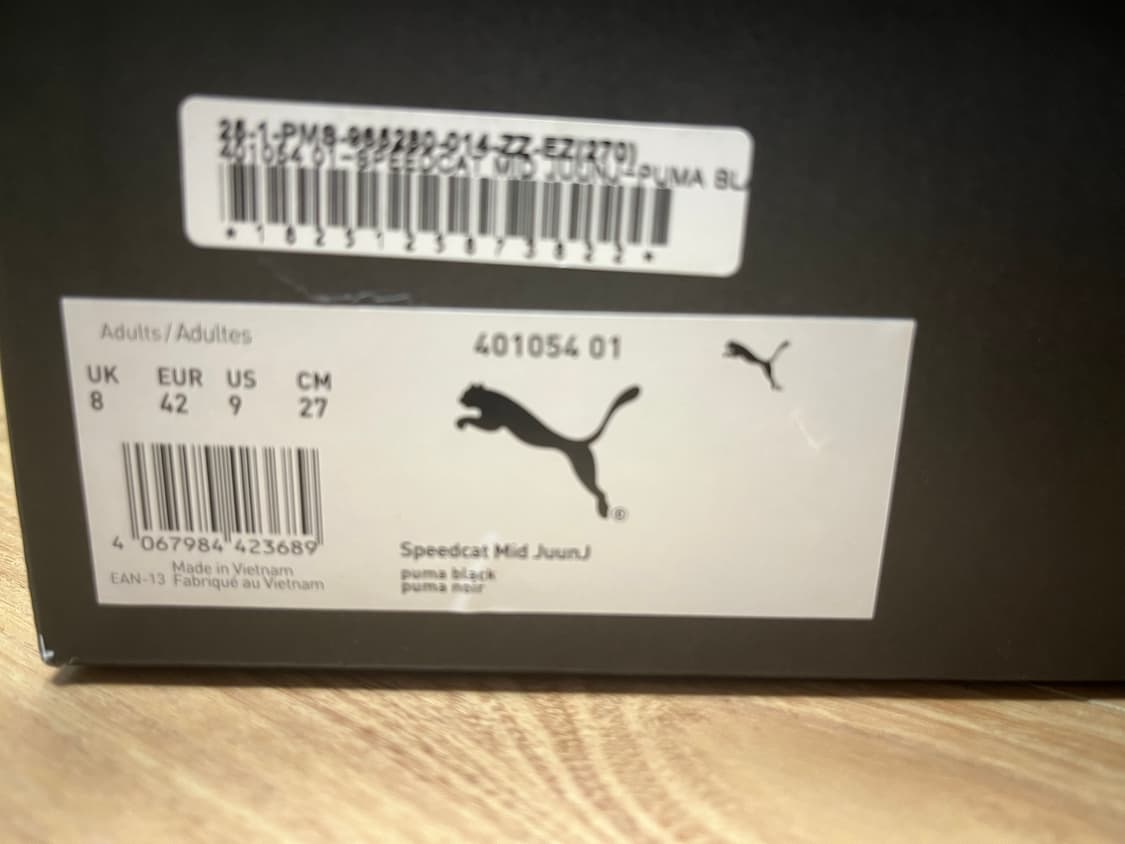 401054 01-SPEEDCAT MID JUUNJ-PUMA BL
Adults/Adultes
401054 01
UK EUR US CM
8 42 9 27
4 067984 423689
Made in Vietnam
EAN-13 Fabriqué au Vietnam
Speedcat Mid JuunJ
puma black
puma noir
®